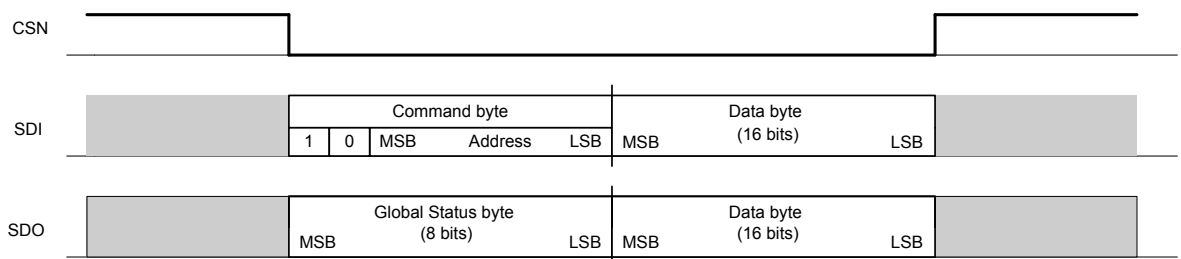 CSN
SDI
Command byte
1 0 MSB Address LSB
Data byte
(16 bits)
MSB LSB
SDO
Global Status byte
(8 bits)
MSB LSB
Data byte
(16 bits)
MSB LSB